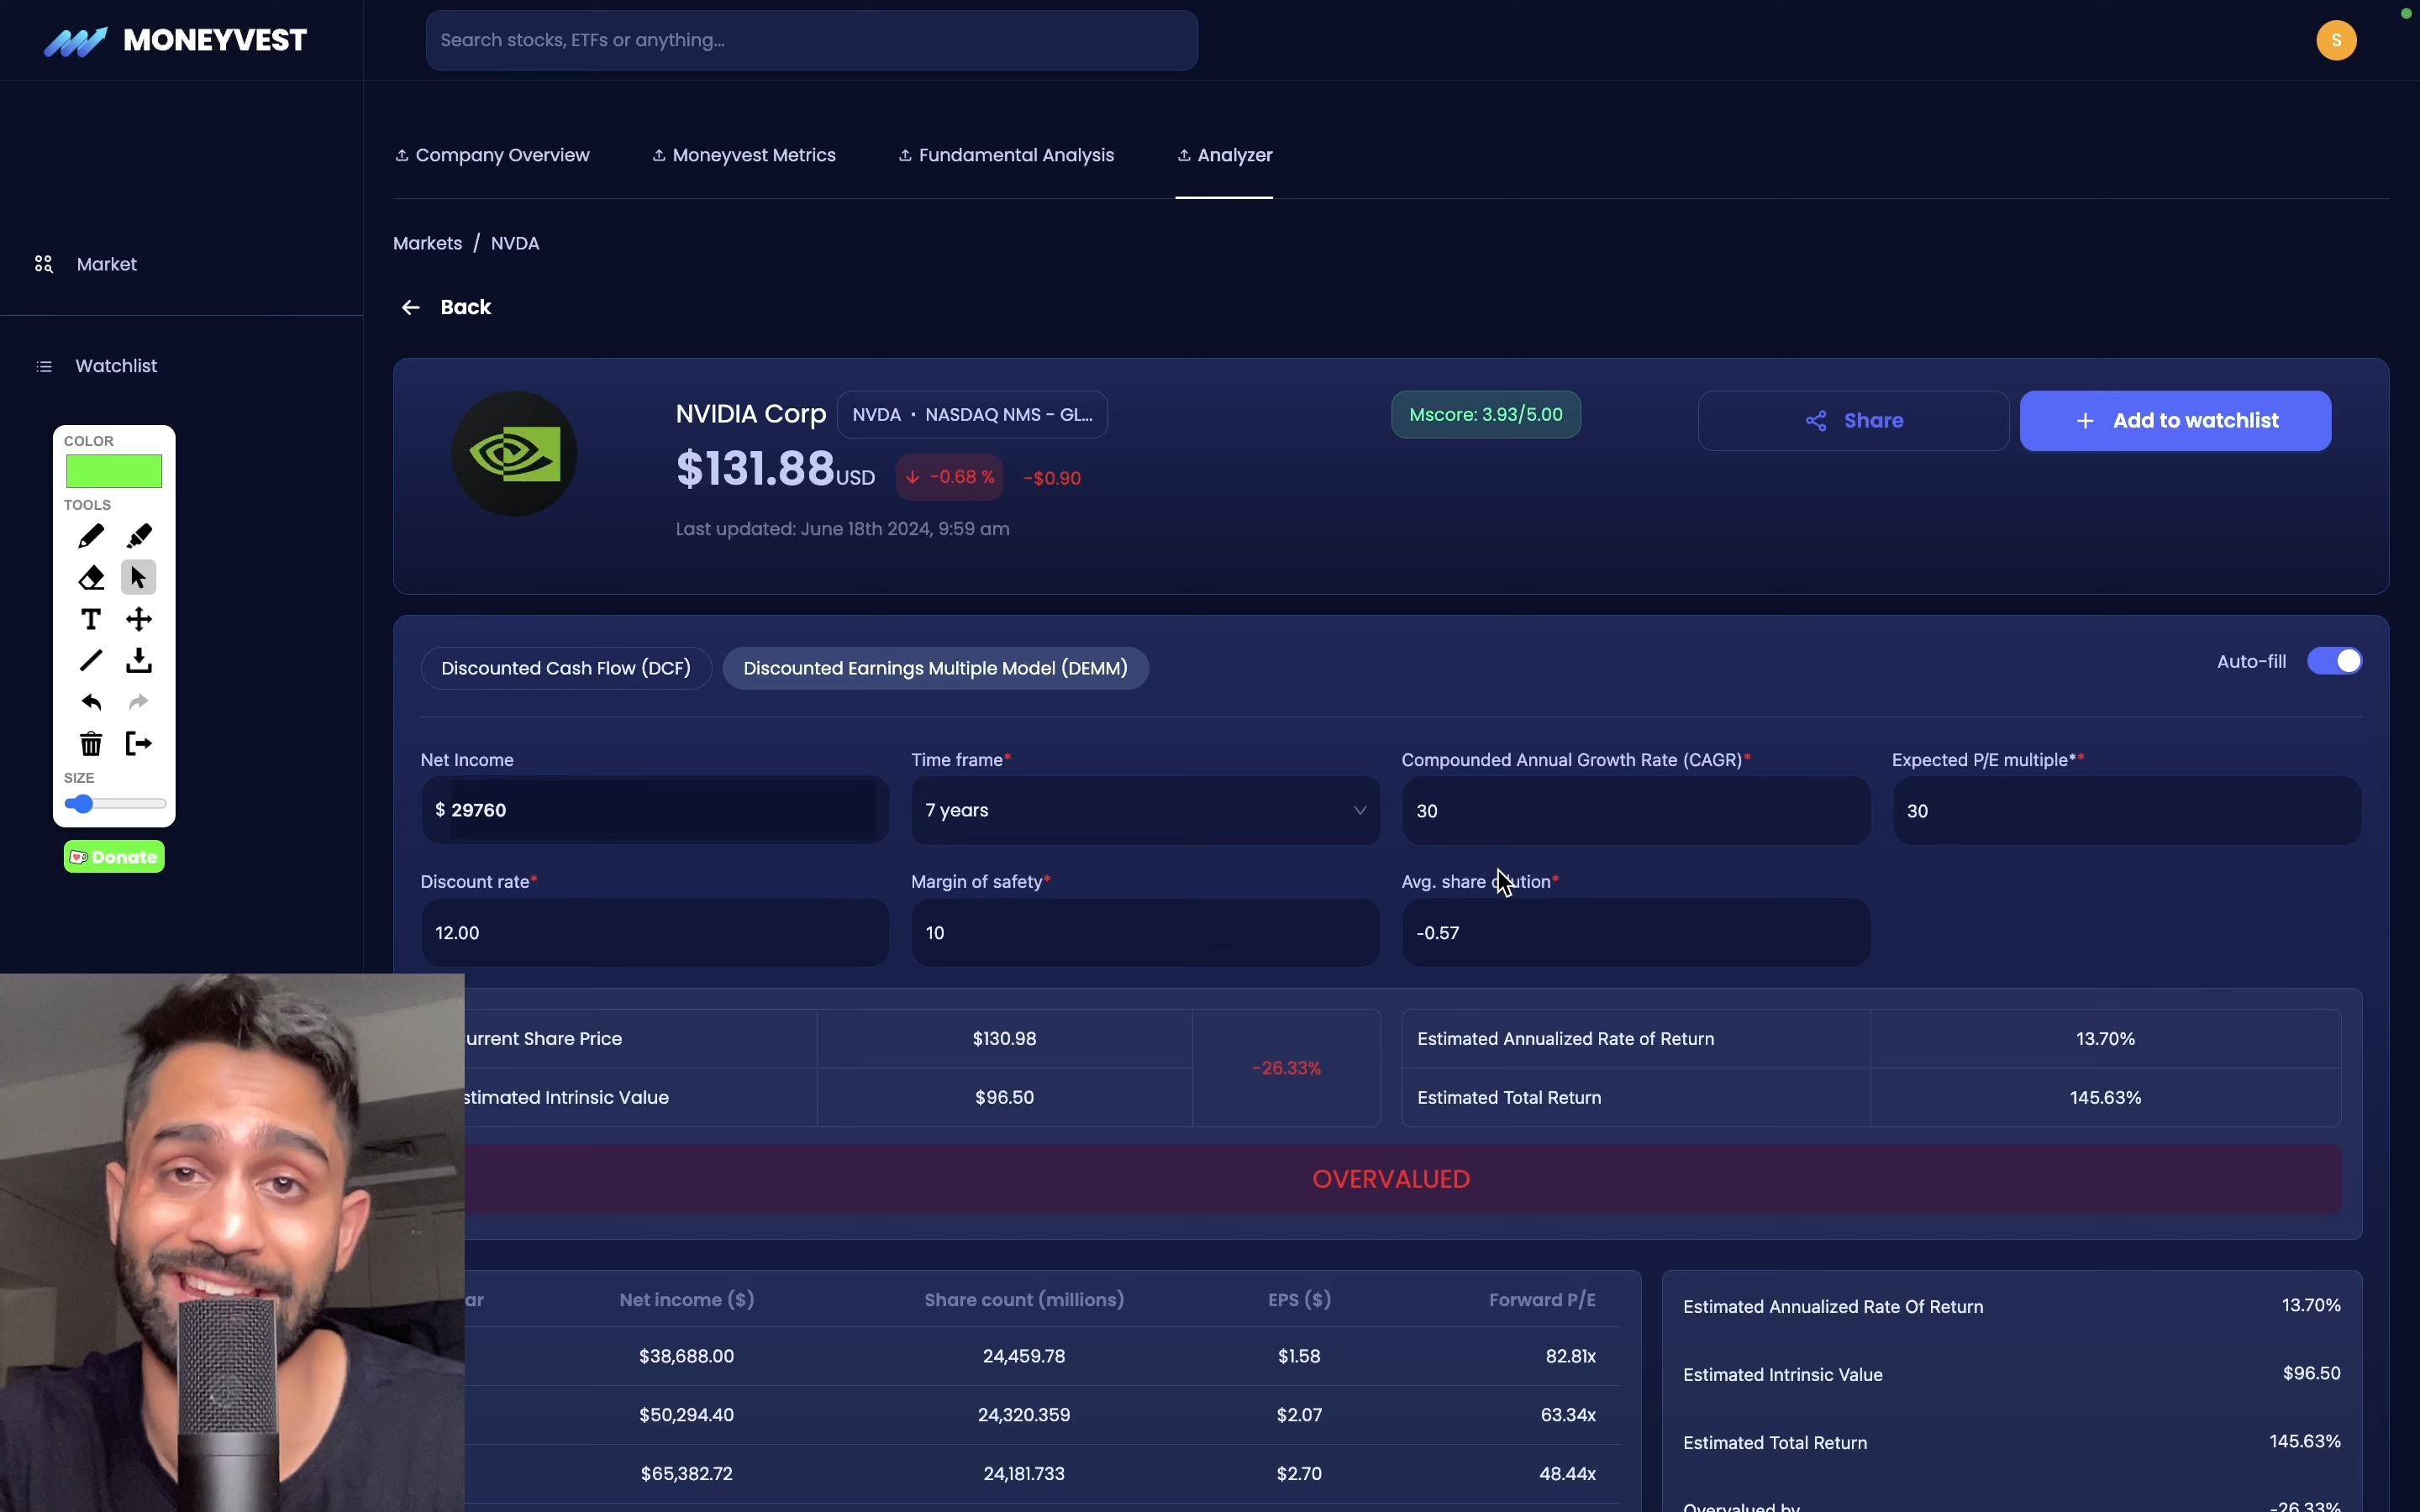 MONEYVEST
Search stocks, ETFs or anything...
S
Company Overview
Moneyvest Metrics
Fundamental Analysis
Analyzer
Markets / NVDA
Market
Back
Watchlist
NVIDIA Corp
NVDA • NASDAQ NMS - GL...
Mscore: 3.93/5.00
Share
+ Add to watchlist
$131.88USD
↓ -0.68 %
-$0.90
Last updated: June 18th 2024, 9:59 am
COLOR
TOOLS
T
SIZE
Donate
Discounted Cash Flow (DCF)
Discounted Earnings Multiple Model (DEMM)
Auto-fill
Net Income
Time frame*
Compounded Annual Growth Rate (CAGR)*
Expected P/E multiple**
$ 29760
7 years
30
30
Discount rate*
Margin of safety*
Avg. share
12.00
10
-0.57
Share Price
$130.98
-26.33%
Intrinsic Value
$96.50
Estimated Annualized Rate of Return
13.70%
Estimated Total Return
145.63%
OVERVALUED
Net income ($)
Share count (millions)
EPS ($)
Forward P/E
$38,688.00
24,459.78
$1.58
82.81x
$50,294.40
24,320.359
$2.07
63.34x
$65,382.72
24,181.733
$2.70
48.44x
Estimated Annualized Rate Of Return
13.70%
Estimated Intrinsic Value
$96.50
Estimated Total Return
145.63%
Overvalued by
-26.33%